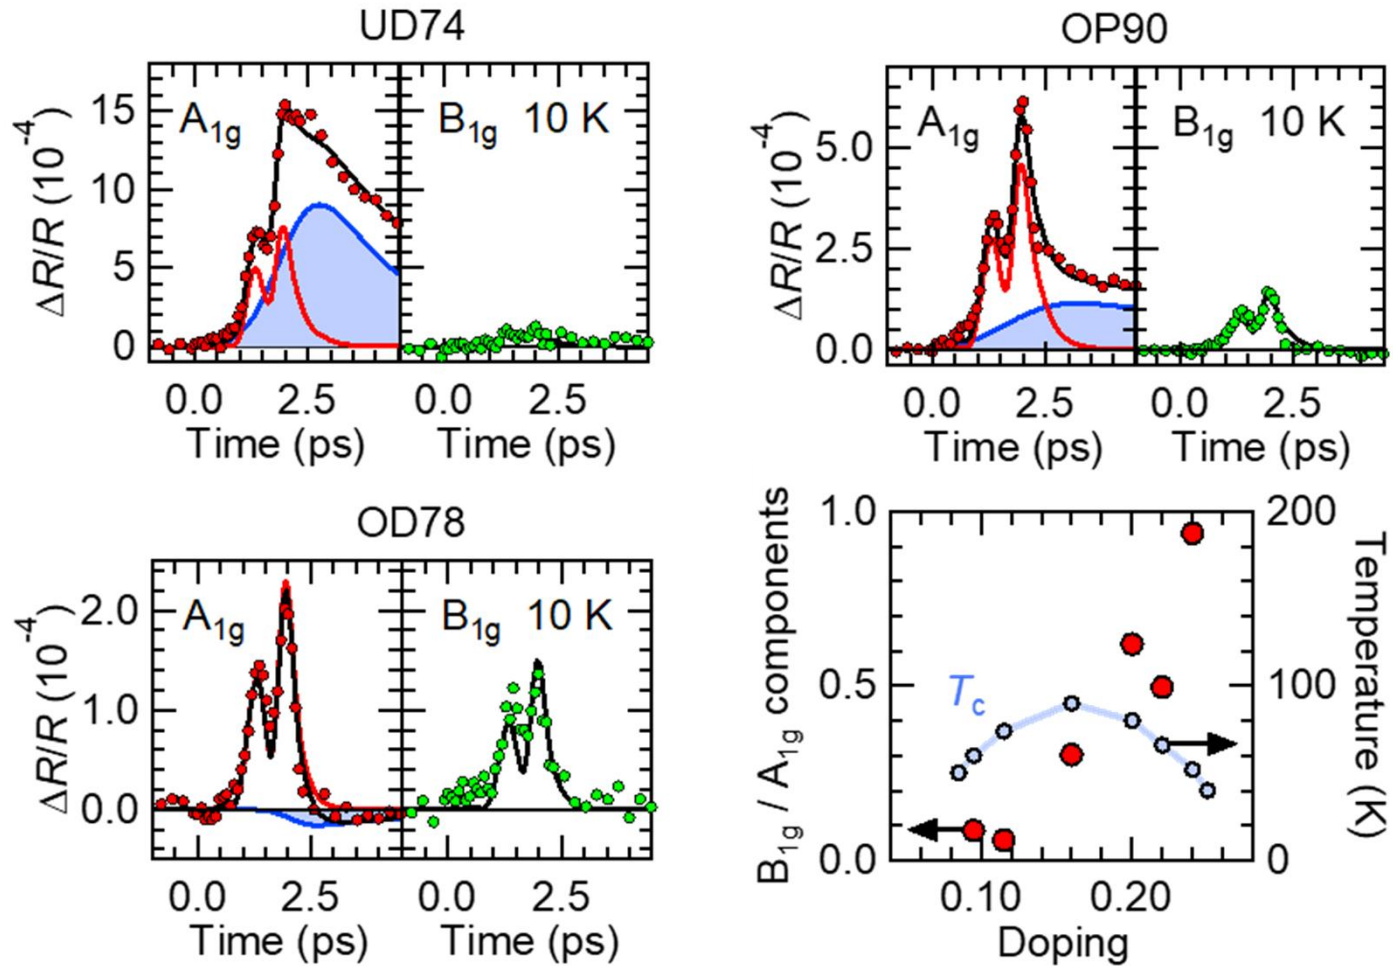 UD74
A1g
B1g 10 K
ΔR/R (10-4)
15
10
5
0
0.0 2.5 0.0 2.5
Time (ps) Time (ps)
OP90
A1g
B1g 10 K
ΔR/R (10-4)
5.0
2.5
0.0
0.0 2.5 0.0 2.5
Time (ps) Time (ps)
OD78
A1g
B1g 10 K
ΔR/R (10-4)
2.0
1.0
0.0
0.0 2.5 0.0 2.5
Time (ps) Time (ps)
B1g / A1g components
1.0
0.5
0.0
Tc
200
100
0
Temperature (K)
0.10 0.20
Doping